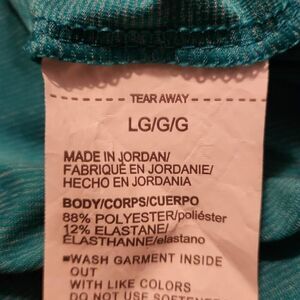 TEAR AWAY
LG/G/G
MADE IN JORDAN/
FABRIQUÉ EN JORDANIE/
HECHO EN JORDANIA
BODY/CORPS/CUERPO
88% POLYESTER/poliéster
12% ELASTANE/
ÉLASTHANNE/elastano
WASH GARMENT INSIDE
OUT
WITH LIKE COLORS
DO NOT USE SOFTENER